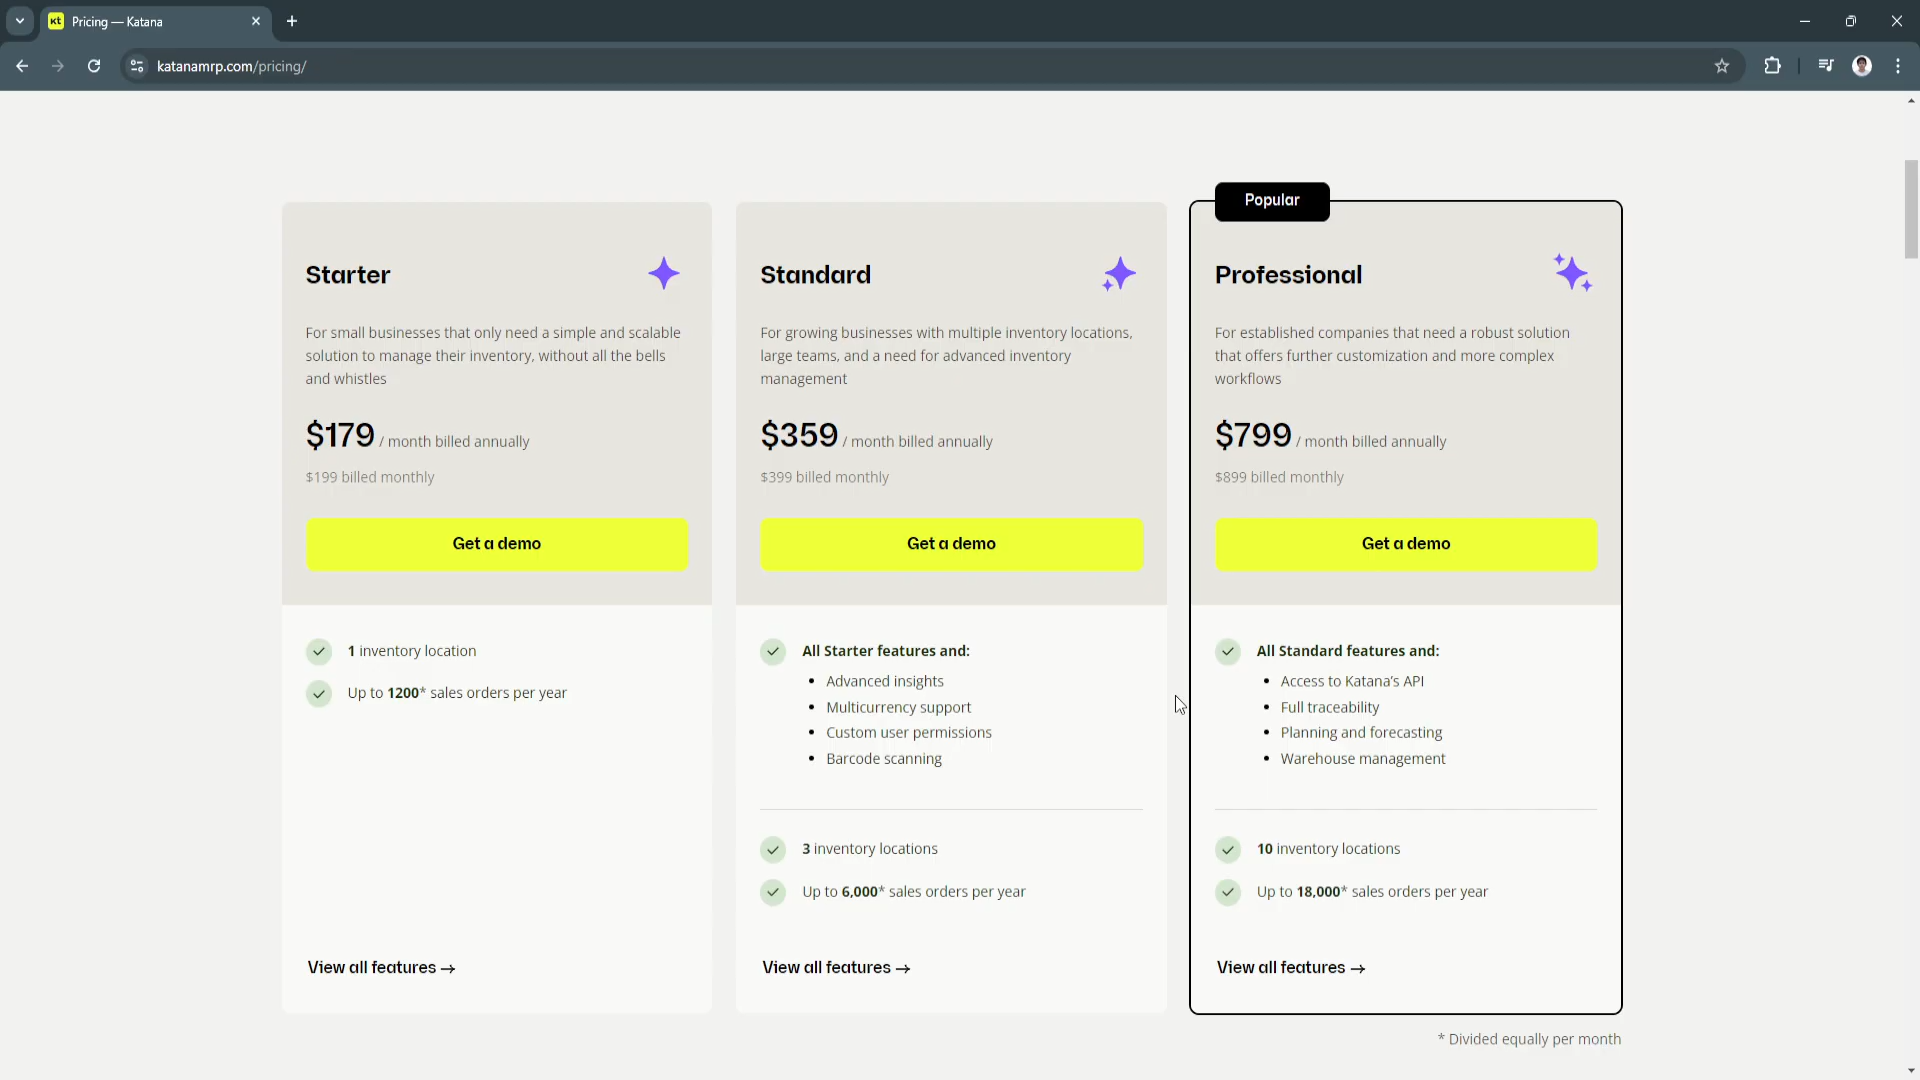 Pricing — Katana
katanamrp.com/pricing/
Popular
Starter
For small businesses that only need a simple and scalable
solution to manage their inventory, without all the bells
and whistles
$179 / month billed annually
$199 billed monthly
Get a demo
1 inventory location
Up to 1200* sales orders per year
View all features →
Standard
For growing businesses with multiple inventory locations,
large teams, and a need for advanced inventory
management
$359 / month billed annually
$399 billed monthly
Get a demo
All Starter features and:
• Advanced insights
• Multicurrency support
• Custom user permissions
• Barcode scanning
3 inventory locations
Up to 6,000* sales orders per year
View all features →
Professional
For established companies that need a robust solution
that offers further customization and more complex
workflows
$799 / month billed annually
$899 billed monthly
Get a demo
All Standard features and:
• Access to Katana’s API
• Full traceability
• Planning and forecasting
• Warehouse management
10 inventory locations
Up to 18,000* sales orders per year
View all features →
* Divided equally per month